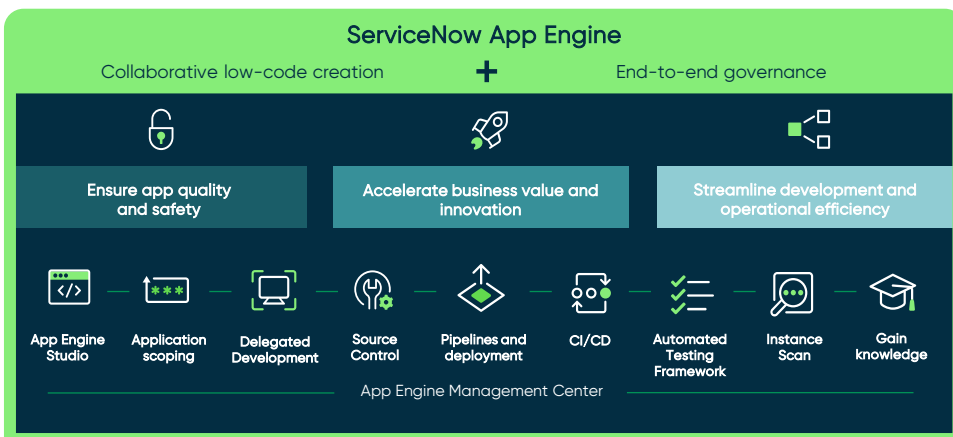 ServiceNow App Engine
Collaborative low-code creation
+
End-to-end governance
Ensure app quality
and safety
Accelerate business value and
innovation
Streamline development and
operational efficiency
</>
***
App Engine
Studio
Application
scoping
Delegated
Development
Source
Control
Pipelines and
deployment
CI/CD
Automated
Testing
Framework
Instance
Scan
Gain
knowledge
App Engine Management Center